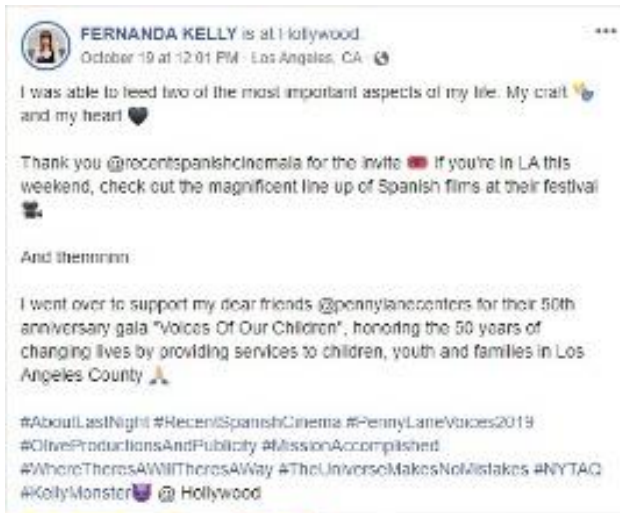 FERNANDA KELLY is at Hollywood.
October 19 at 12:01 PM · Los Angeles, CA ·
I was able to feed two of the most important aspects of my life. My craft 🎭
and my heart 🖤
Thank you @recentspanishcinemala for the invite 🎟️ If you're in LA this
weekend, check out the magnificent line up of Spanish films at their festival
🎥
And thennnnn
I went over to support my dear friends @pennylanecenters for their 50th
anniversary gala "Voices Of Our Children", honoring the 50 years of
changing lives by providing services to children, youth and families in Los
Angeles County 🙏🏼
#AboutLastNight #RecentSpanishCinema #PennyLaneVoices2019
#OliveProductionsAndPublicity #MissionAccomplished
#WhereTheresAWillTheresAWay #TheUniverseMakesNoMistakes #NYTAQ
#KellyMonster😈 @ Hollywood